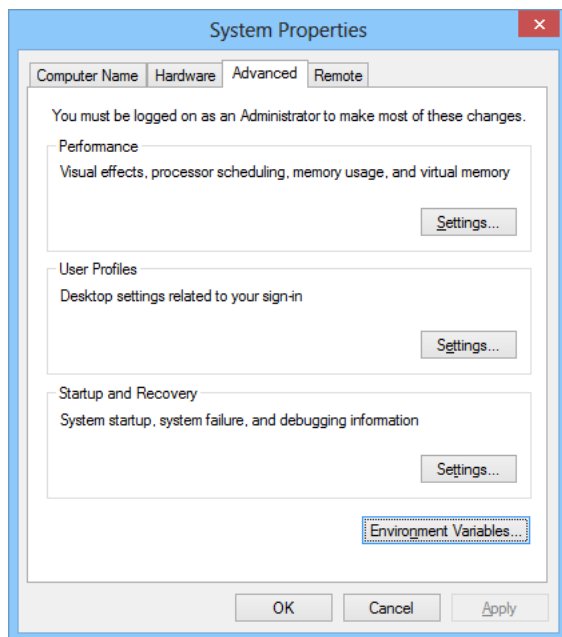 System Properties
Computer Name Hardware Advanced Remote
You must be logged on as an Administrator to make most of these changes.
Performance
Visual effects, processor scheduling, memory usage, and virtual memory
Settings...
User Profiles
Desktop settings related to your sign-in
Settings...
Startup and Recovery
System startup, system failure, and debugging information
Settings...
Environment Variables...
OK Cancel Apply